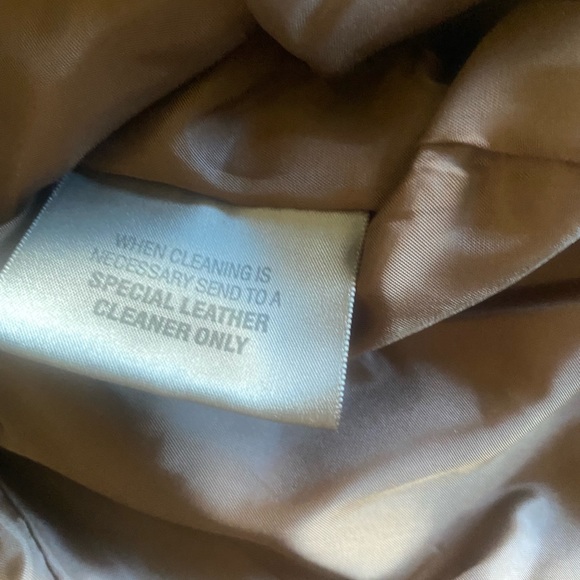 WHEN CLEANING IS
NECESSARY SEND TO A
SPECIAL LEATHER
CLEANER ONLY